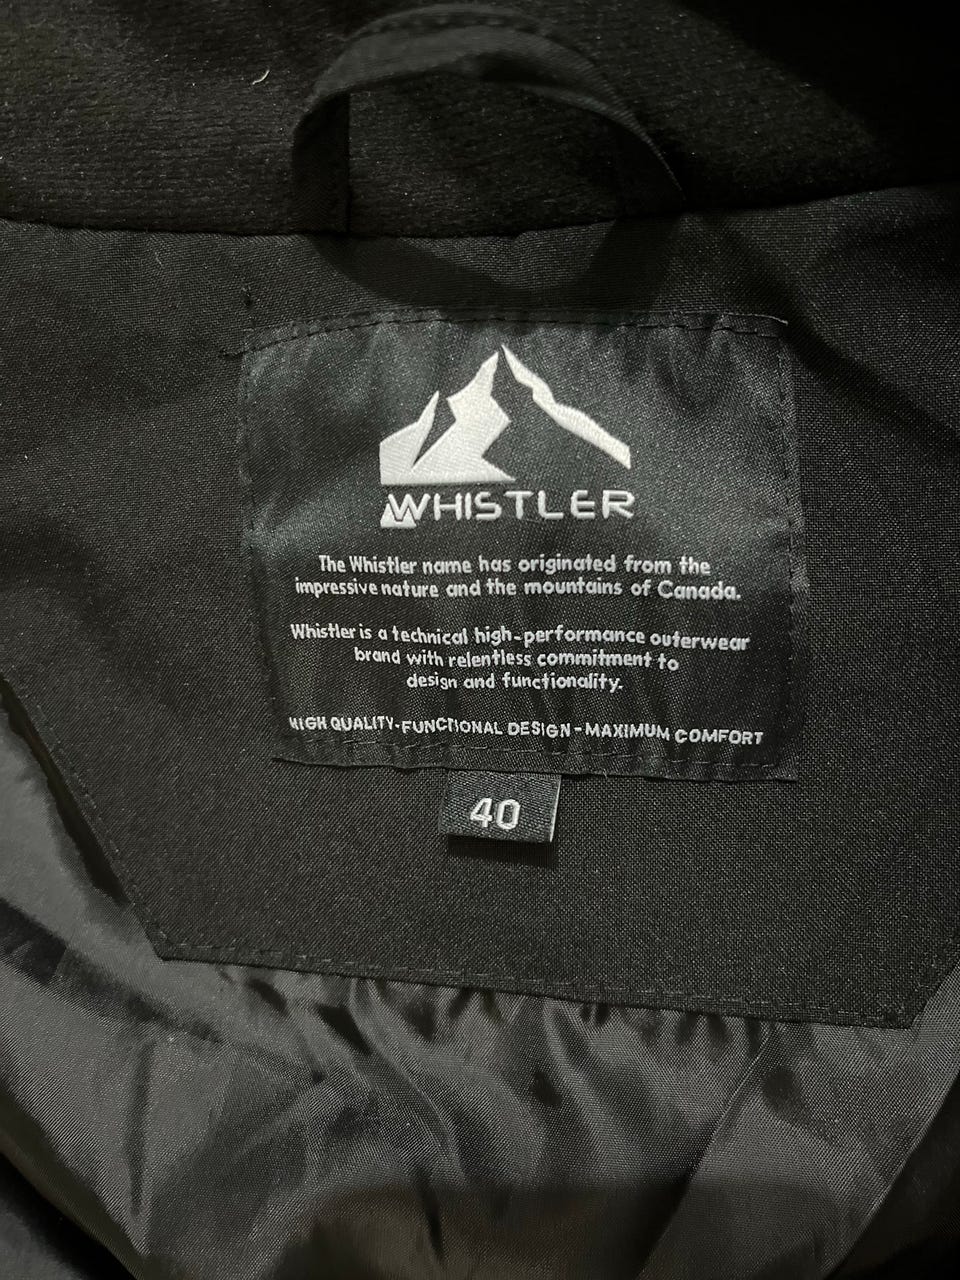 WHISTLER
The Whistler name has originated from the
impressive nature and the mountains of Canada.
Whistler is a technical high-performance outerwear
brand with relentless commitment to
design and functionality.
HIGH QUALITY-FUNCTIONAL DESIGN-MAXIMUM COMFORT
40